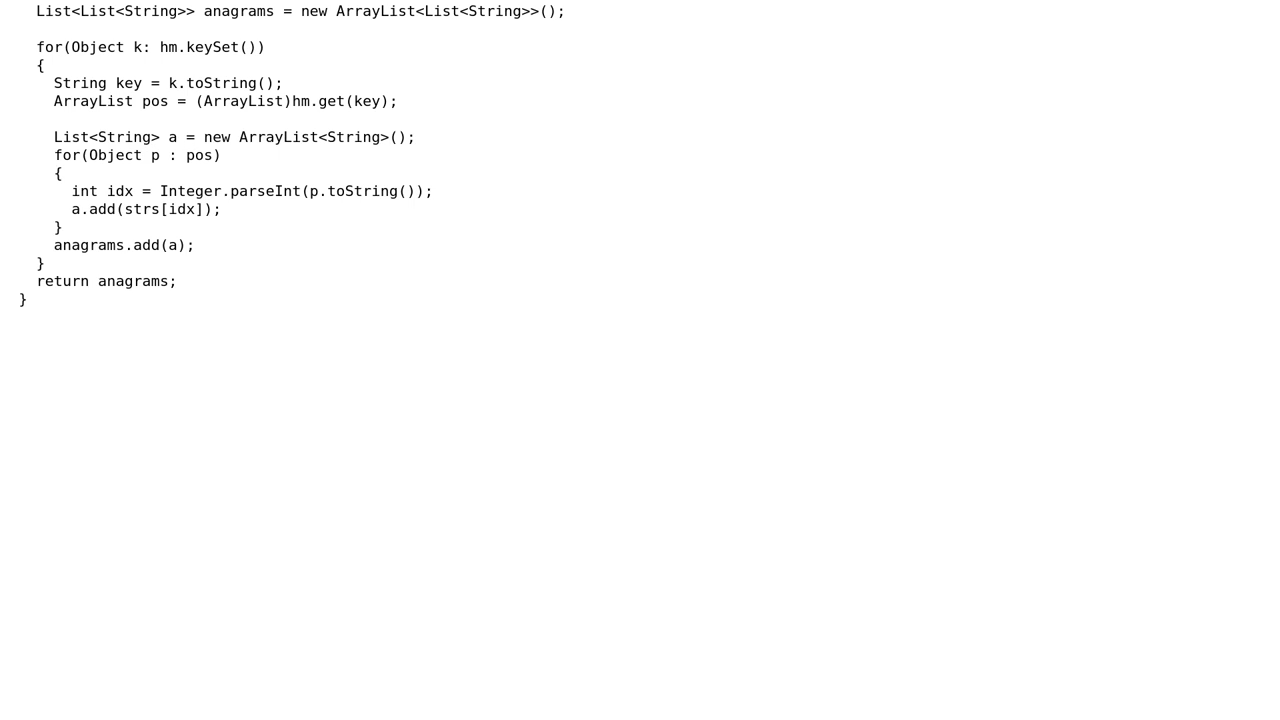 List<List<String>> anagrams = new ArrayList<List<String>>();
for(Object k: hm.keySet())
{
String key = k.toString();
ArrayList pos = (ArrayList)hm.get(key);
List<String> a = new ArrayList<String>();
for(Object p : pos)
{
int idx = Integer.parseInt(p.toString());
a.add(strs[idx]);
}
anagrams.add(a);
}
return anagrams;
}